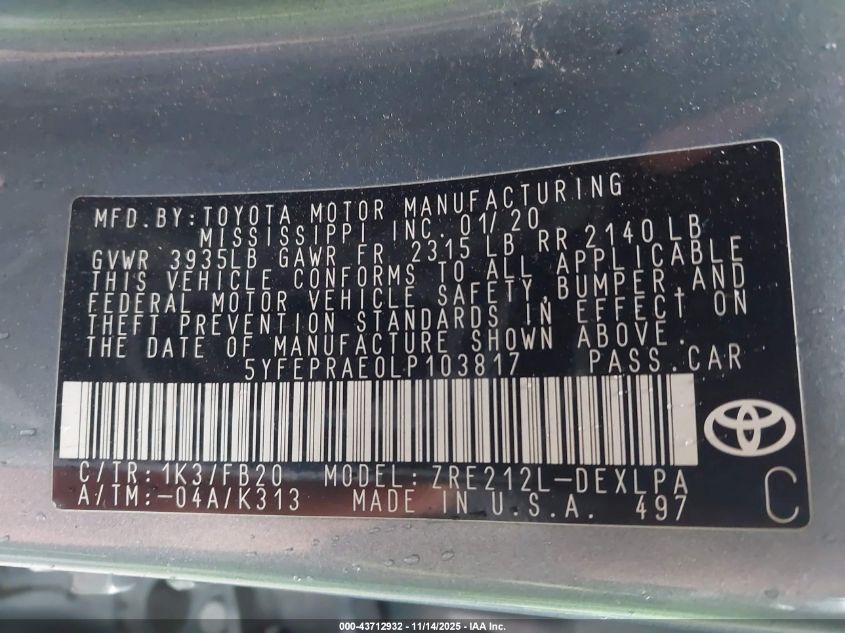 MFD.BY:TOYOTA MOTOR MANUFACTURING
MISSISSIPPI INC. 01/20
GVWR 3935LB GAWR FR 2315 LB RR 2140 LB
THIS VEHICLE CONFORMS TO ALL APPLICABLE
FEDERAL MOTOR VEHICLE SAFETY,BUMPER,AND
THEFT PREVENTION STANDARDS IN EFFECT ON
THE DATE OF MANUFACTURE SHOWN ABOVE.
5YFEPRAE0LP103817 PASS.CAR
C/TR:1K3/FB20 MODEL:ZRE212L-DEXLPA
A/TM:-04A/K313 MADE IN U.S.A. 497
C
000-43712932 - 11/14/2025 - IAA Inc.